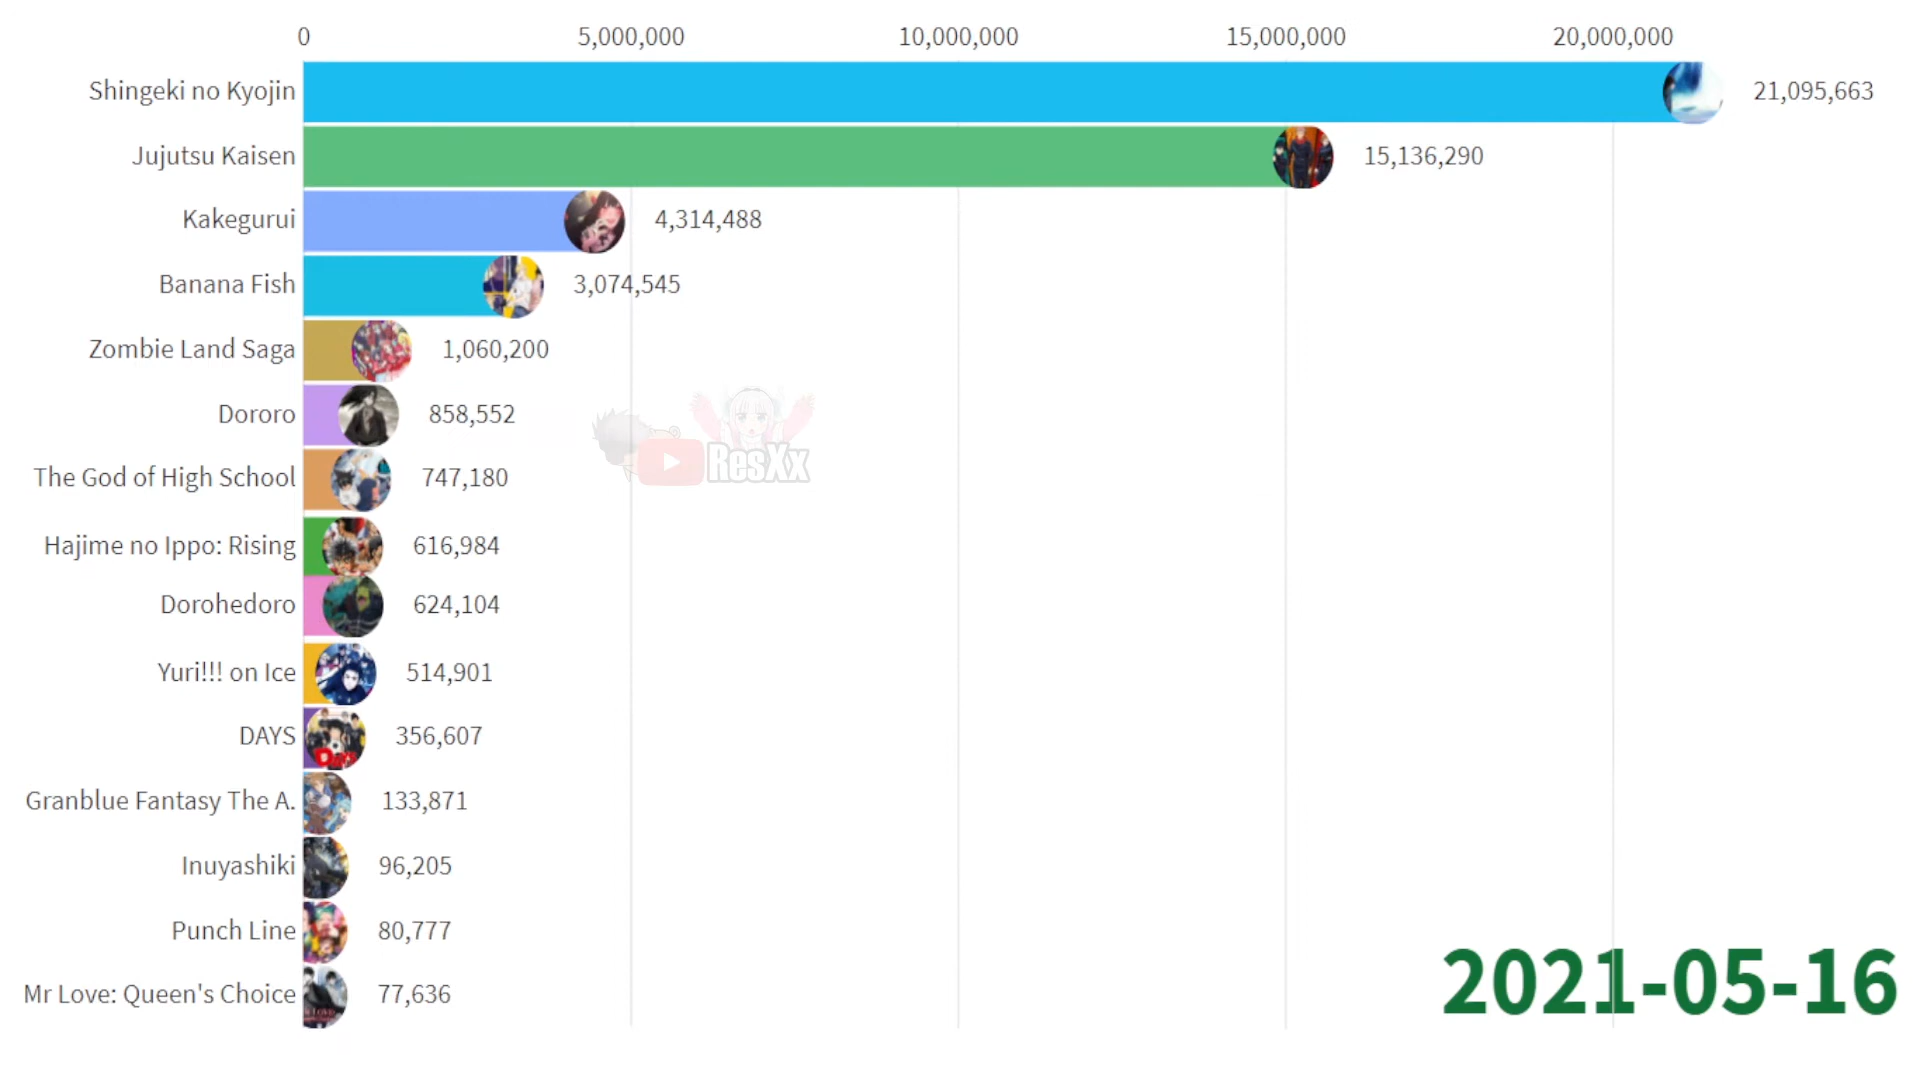 0 5,000,000 10,000,000 15,000,000 20,000,000
Shingeki no Kyojin 21,095,663
Jujutsu Kaisen 15,136,290
Kakegurui 4,314,488
Banana Fish 3,074,545
Zombie Land Saga 1,060,200
Dororo 858,552
The God of High School 747,180
ResXx
Hajime no Ippo: Rising 616,984
Dorohedoro 624,104
Yuri!!! on Ice 514,901
DAYS 356,607
DAYS
Granblue Fantasy The A. 133,871
Inuyashiki 96,205
Punch Line 80,777
Mr Love: Queen's Choice 77,636
2021-05-16